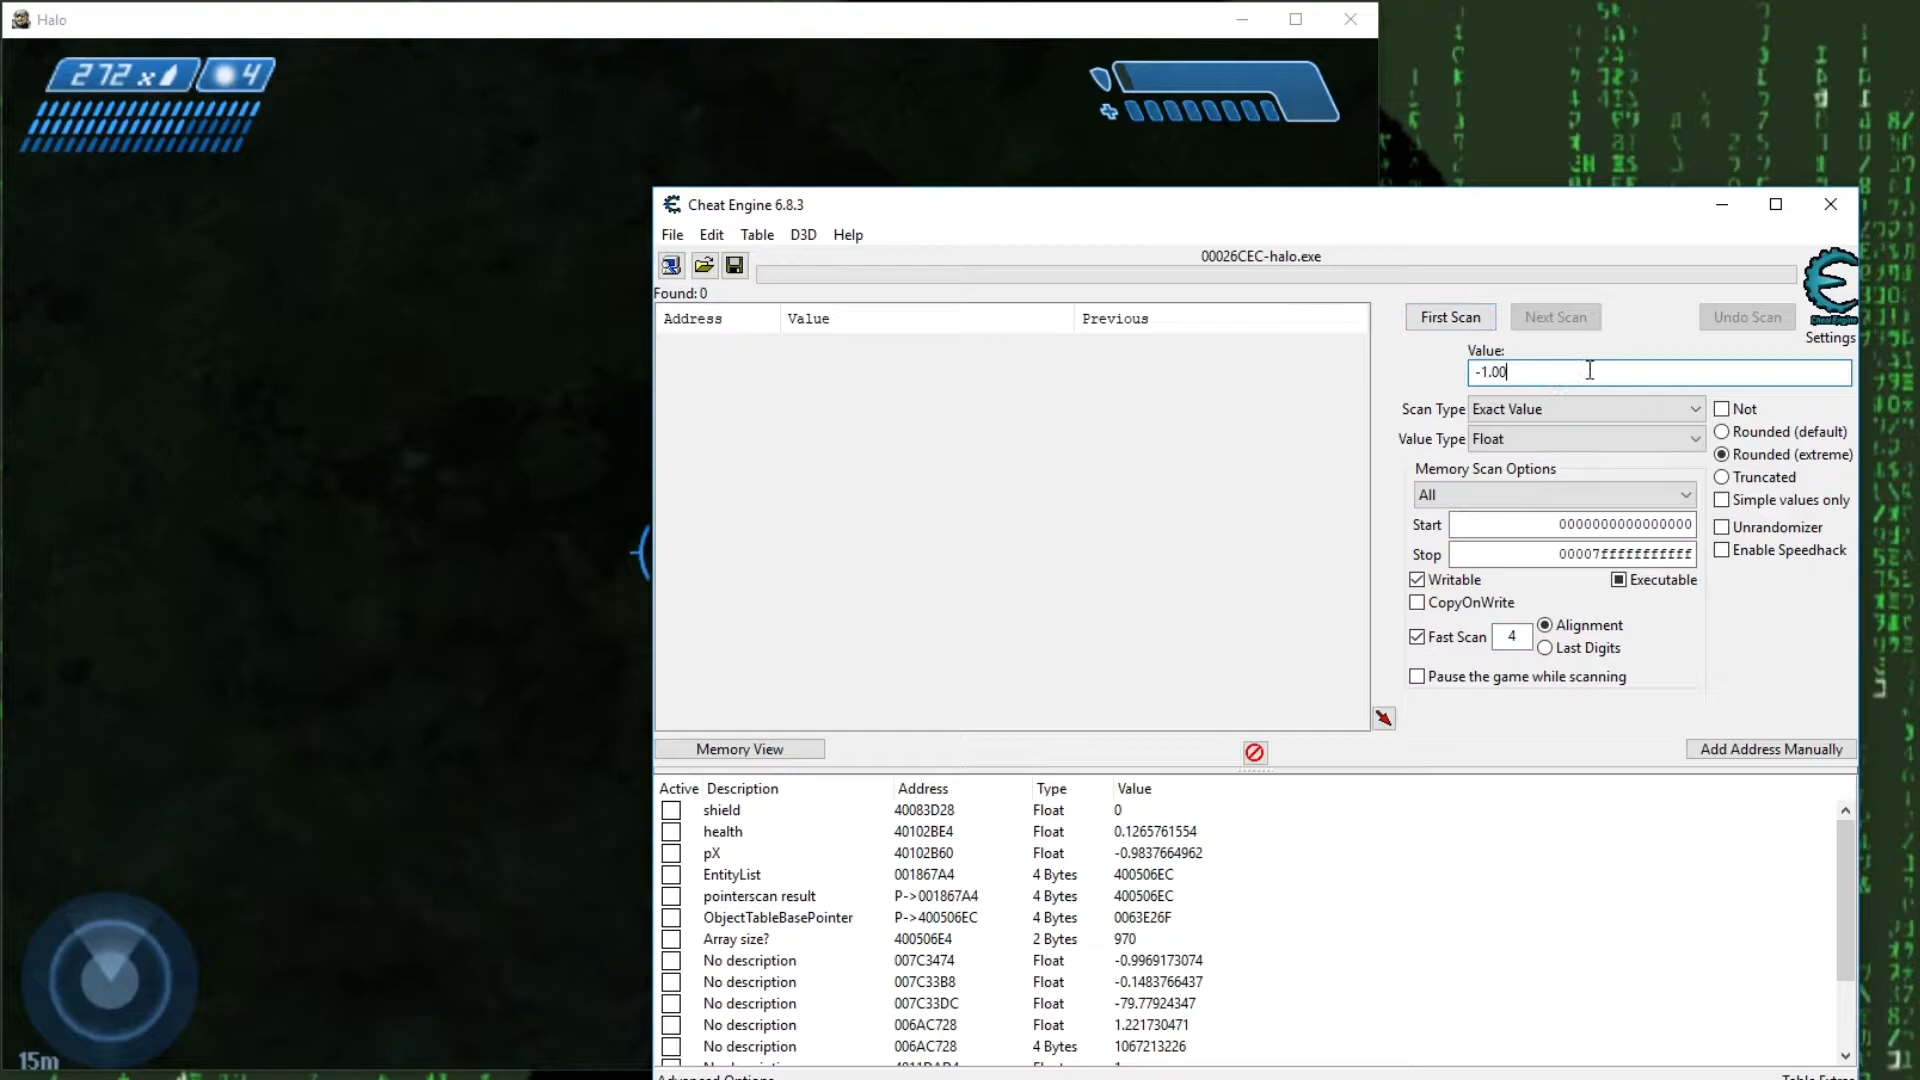 Halo
272 x
4
Cheat Engine 6.8.3
File Edit Table D3D Help
00026CEC-halo.exe
Found: 0
Address Value Previous
First Scan Next Scan Undo Scan
Settings
Value:
-1.00
Scan Type Exact Value Not
Rounded (default)
Value Type Float
Rounded (extreme)
Memory Scan Options
Truncated
All
Simple values only
Start 0000000000000000
Unrandomizer
Stop 00007fffffffffff
Enable Speedhack
Writable Executable
CopyOnWrite
Fast Scan 4 Alignment
Last Digits
Pause the game while scanning
Memory View Add Address Manually
Active Description Address Type Value
shield 40083D28 Float 0
health 40102BE4 Float 0.1265761554
pX 40102B60 Float -0.9837664962
EntityList 001867A4 4 Bytes 400506EC
pointerscan result P->001867A4 4 Bytes 400506EC
ObjectTableBasePointer P->400506EC 4 Bytes 0063E26F
Array size? 400506E4 2 Bytes 970
No description 007C3474 Float -0.9969173074
No description 007C33B8 Float -0.1483766437
No description 007C33DC Float -79.77924347
No description 006AC728 Float 1.221730471
No description 006AC728 4 Bytes 1067213226
15m
Advanced Options Table Extras